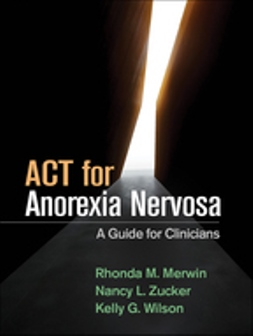 ACT for
Anorexia Nervosa
A Guide for Clinicians
Rhonda M. Merwin
Nancy L. Zucker
Kelly G. Wilson